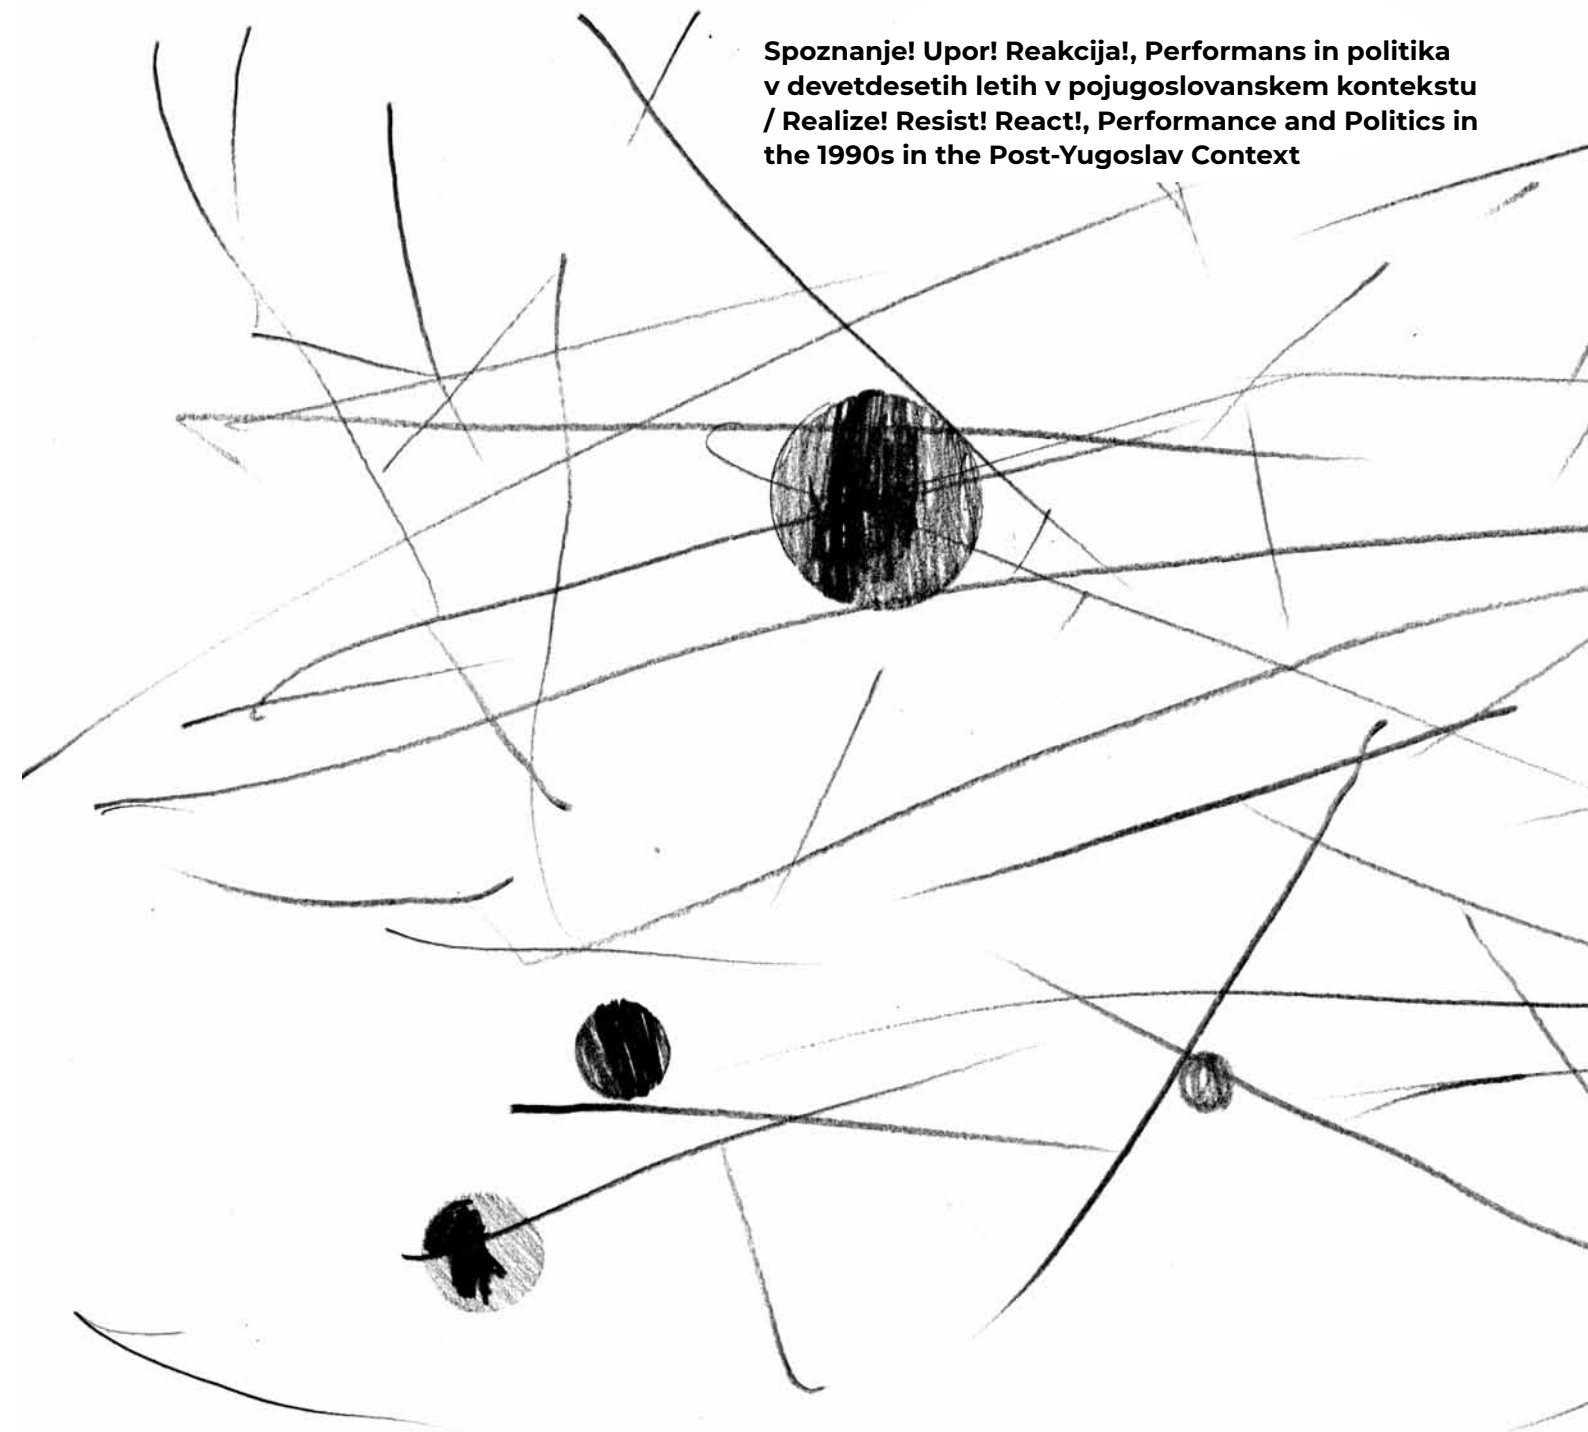 Spoznanje! Upor! Reakcija!, Performans in politika
v devetdesetih letih v pojugoslovanskem kontekstu
/ Realize! Resist! React!, Performance and Politics in
the 1990s in the Post-Yugoslav Context